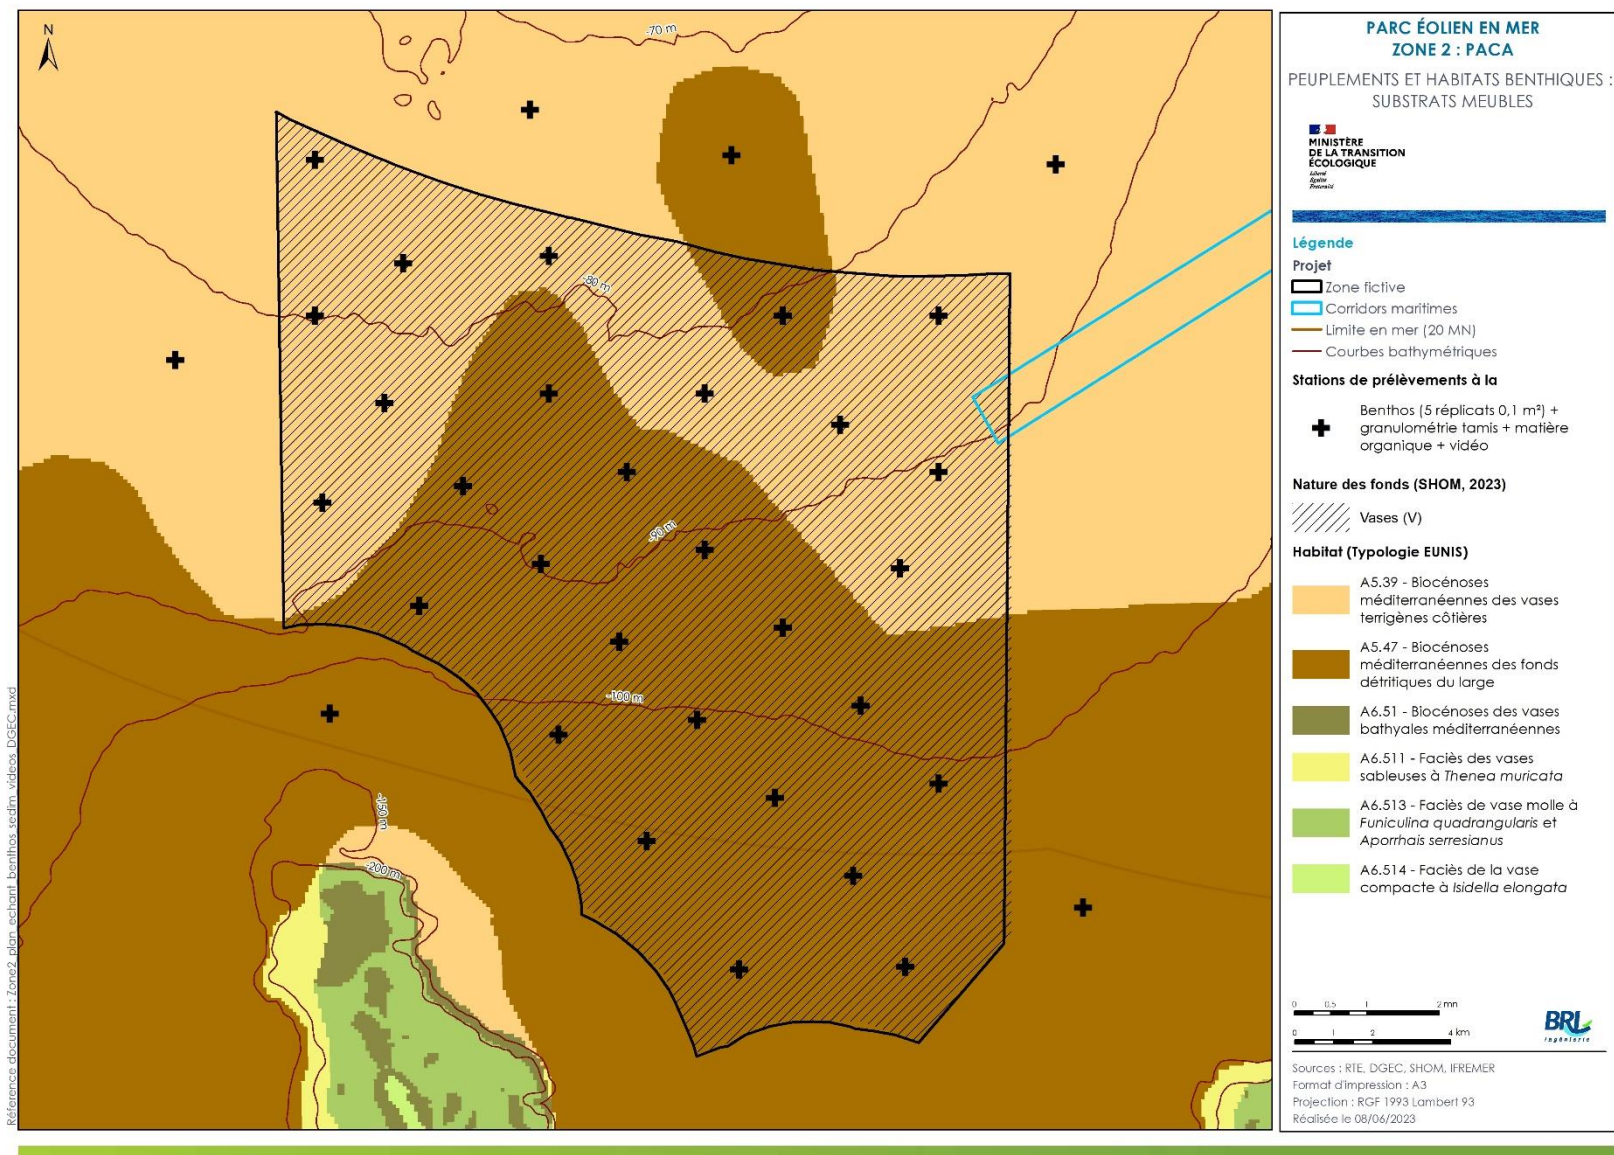 N
-70 m
-80 m
-90 m
-100 m
-150 m
-200 m
Réference document : Zone2_plan_echant_benthos_sedim_videos_DGEC.mxd
PARC ÉOLIEN EN MER
ZONE 2 : PACA
PEUPLEMENTS ET HABITATS BENTHIQUES :
SUBSTRATS MEUBLES
MINISTÈRE
DE LA TRANSITION
ÉCOLOGIQUE
Liberté
Égalité
Fraternité
Légende
Projet
Zone fictive
Corridors maritimes
Limite en mer (20 MN)
Courbes bathymétriques
Stations de prélèvements à la
Benthos (5 réplicats 0,1 m²) +
granulométrie tamis + matière
organique + vidéo
Nature des fonds (SHOM, 2023)
Vases (V)
Habitat (Typologie EUNIS)
A5.39 - Biocénoses
méditerranéennes des vases
terrigènes côtières
A5.47 - Biocénoses
méditerranéennes des fonds
détritiques du large
A6.51 - Biocénoses des vases
bathyales méditerranéennes
A6.511 - Faciès des vases
sableuses à Thenea muricata
A6.513 - Faciès de vase molle à
Funiculina quadrangularis et
Aporrhais serresianus
A6.514 - Faciès de la vase
compacte à Isidella elongata
0 0,5 1 2 mn
0 1 2 4 km
BRL
Ingénierie
Sources : RTE, DGEC, SHOM, IFREMER
Format d'impression : A3
Projection : RGF 1993 Lambert 93
Réalisée le 08/06/2023